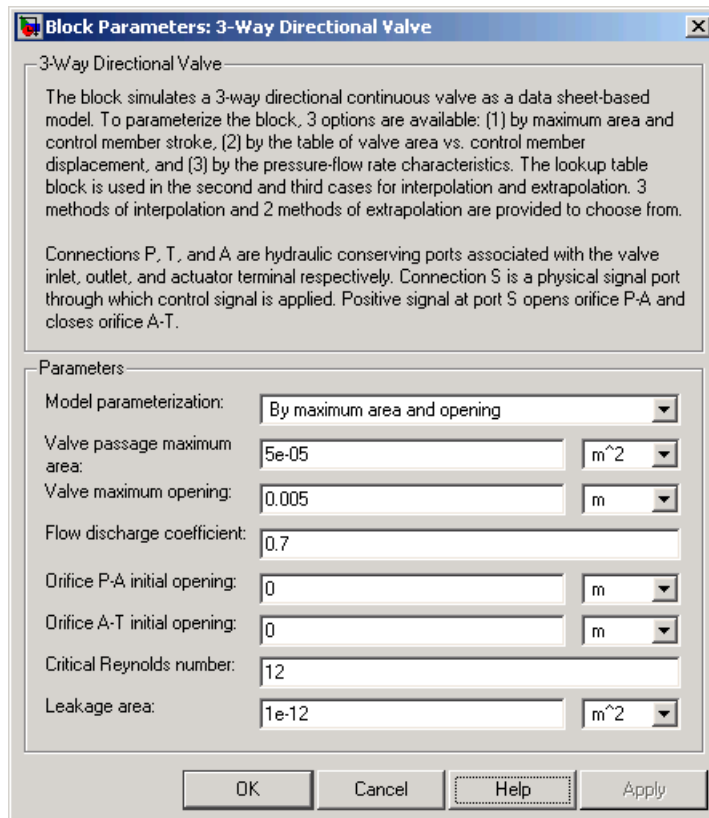 Block Parameters: 3-Way Directional Valve
3-Way Directional Valve
The block simulates a 3-way directional continuous valve as a data sheet-based
model. To parameterize the block, 3 options are available: (1) by maximum area and
control member stroke, (2) by the table of valve area vs. control member
displacement, and (3) by the pressure-flow rate characteristics. The lookup table
block is used in the second and third cases for interpolation and extrapolation. 3
methods of interpolation and 2 methods of extrapolation are provided to choose from.
Connections P, T, and A are hydraulic conserving ports associated with the valve
inlet, outlet, and actuator terminal respectively. Connection S is a physical signal port
through which control signal is applied. Positive signal at port S opens orifice P-A and
closes orifice A-T.
Parameters
Model parameterization: By maximum area and opening
Valve passage maximum
area: 5e-05 m^2
Valve maximum opening: 0.005 m
Flow discharge coefficient: 0.7
Orifice P-A initial opening: 0 m
Orifice A-T initial opening: 0 m
Critical Reynolds number: 12
Leakage area: 1e-12 m^2
OK Cancel Help Apply